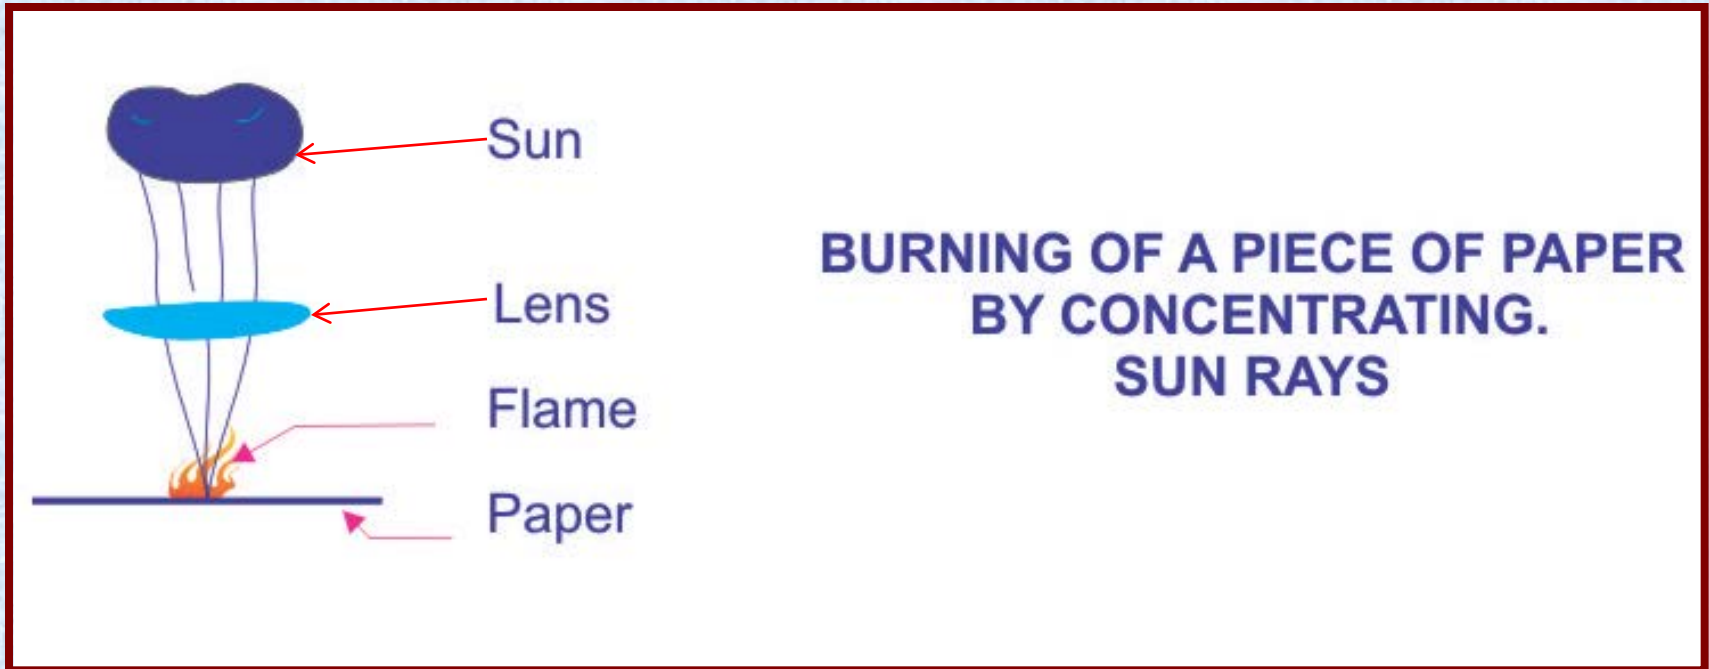 Sun
Lens
Flame
Paper
BURNING OF A PIECE OF PAPER
BY CONCENTRATING.
SUN RAYS